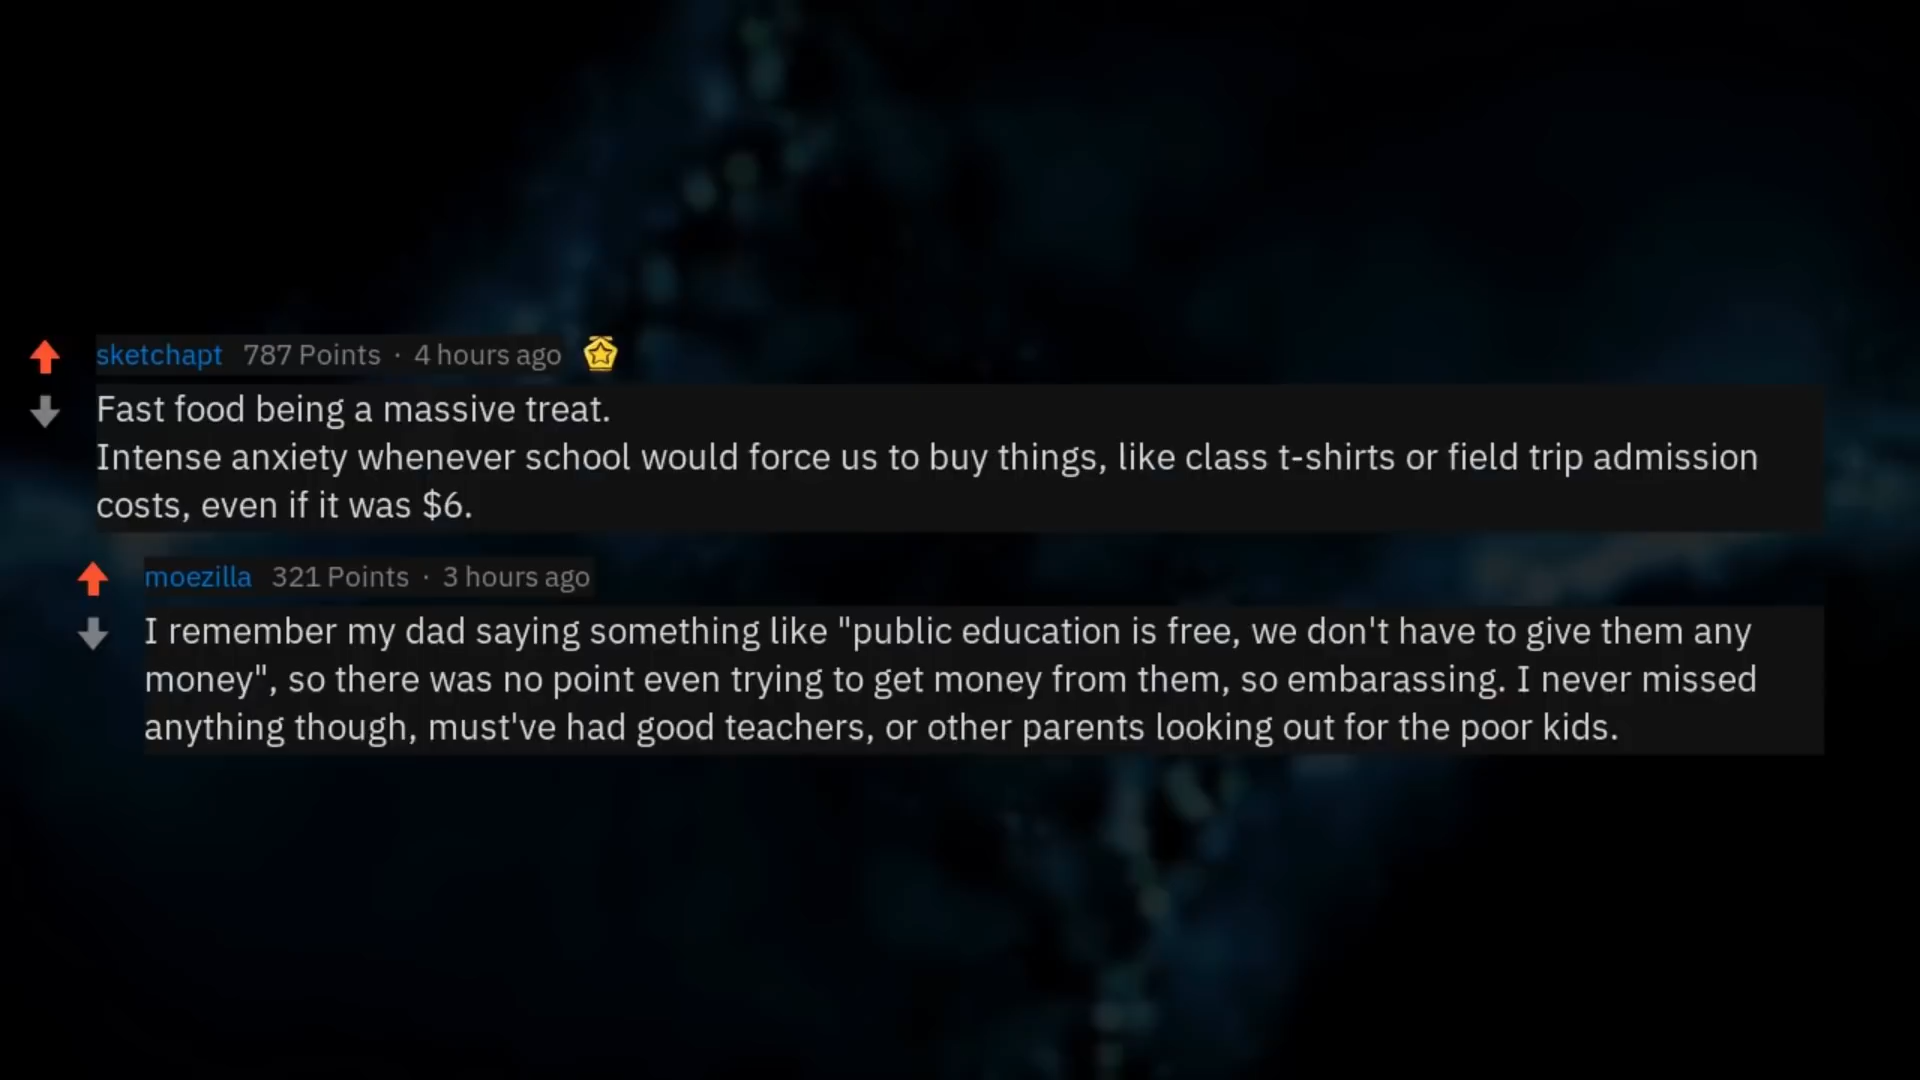 sketchapt 787 Points · 4 hours ago
Fast food being a massive treat.
Intense anxiety whenever school would force us to buy things, like class t-shirts or field trip admission
costs, even if it was $6.
moezilla 321 Points · 3 hours ago
I remember my dad saying something like "public education is free, we don't have to give them any
money", so there was no point even trying to get money from them, so embarassing. I never missed
anything though, must've had good teachers, or other parents looking out for the poor kids.